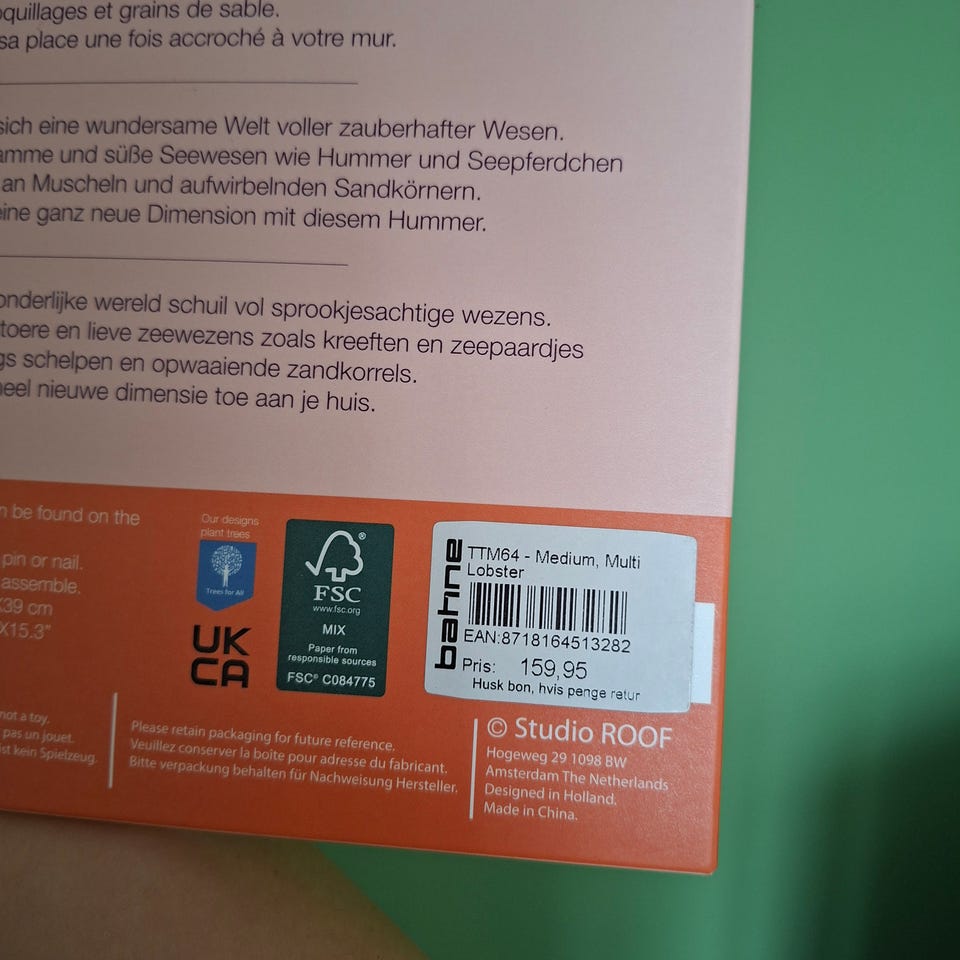 quillages et grains de sable.
sa place une fois accroché à votre mur.
sich eine wundersame Welt voller zauberhafter Wesen.
amme und süße Seewesen wie Hummer und Seepferdchen
an Muscheln und aufwirbelnden Sandkörnern.
eine ganz neue Dimension mit diesem Hummer.
onderlijke wereld schuil vol sprookjesachtige wezens.
toere en lieve zeewezens zoals kreeften en zeepaardjes
gs schelpen en opwaaiende zandkorrels.
heel nieuwe dimensie toe aan je huis.
n be found on the
pin or nail.
assemble.
X39 cm
X15.3"
Our designs
plant trees
Trees for All
UK
CA
®
FSC
www.fsc.org
MIX
Paper from
responsible sources
FSC® C084775
bahne
TTM64 - Medium, Multi
Lobster
EAN:8718164513282
Pris: 159,95
Husk bon, hvis penge retur
not a toy.
pas un jouet.
ist kein Spielzeug.
Please retain packaging for future reference.
Veuillez conserver la boîte pour adresse du fabricant.
Bitte verpackung behalten für Nachweisung Hersteller.
© Studio ROOF
Hogeweg 29 1098 BW
Amsterdam The Netherlands
Designed in Holland.
Made in China.